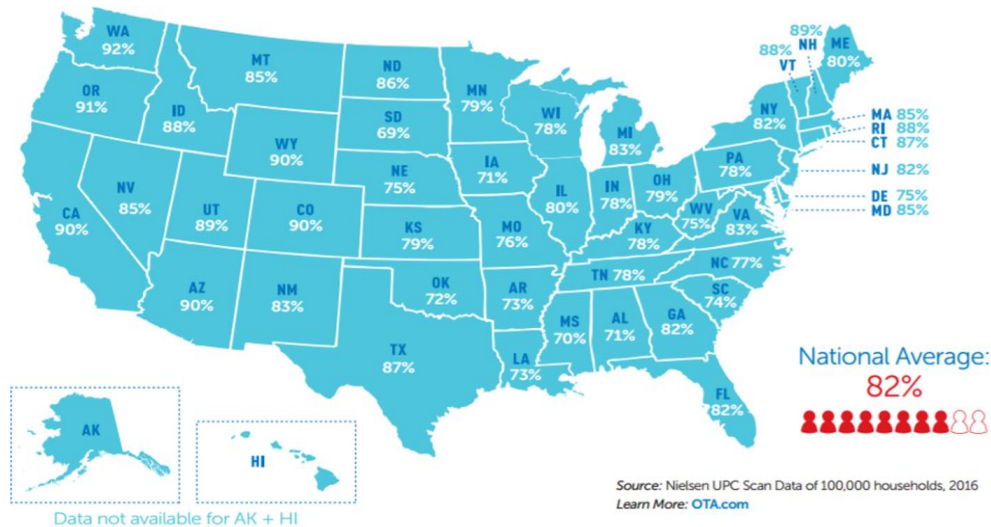 WA
92%
OR
91%
CA
90%
NV
85%
ID
88%
MT
85%
WY
90%
UT
89%
CO
90%
AZ
90%
NM
83%
ND
86%
SD
69%
NE
75%
KS
79%
OK
72%
TX
87%
MN
79%
IA
71%
MO
76%
AR
73%
LA
73%
WI
78%
IL
80%
MI
83%
IN
78%
OH
79%
KY
78%
TN 78%
MS
70%
AL
71%
GA
82%
FL
82%
SC
74%
NC 77%
VA
83%
WV
75%
PA
78%
NY
82%
88%
VT
89%
NH
ME
80%
MA 85%
RI 88%
CT 87%
NJ 82%
DE 75%
MD 85%
AK
HI
Data not available for AK + HI
National Average:
82%
Source: Nielsen UPC Scan Data of 100,000 households, 2016
Learn More: OTA.com